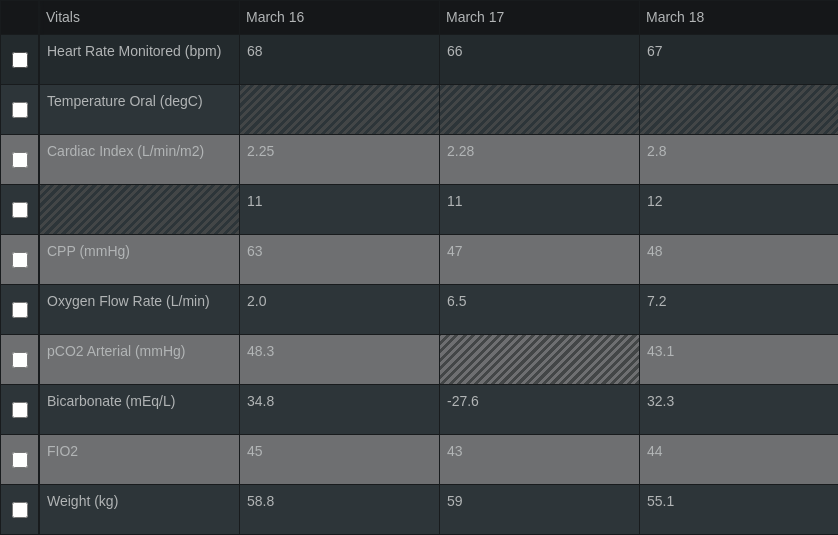 Vitals March 16 March 17 March 18
Heart Rate Monitored (bpm) 68 66 67
Temperature Oral (degC)
Cardiac Index (L/min/m2) 2.25 2.28 2.8
11 11 12
CPP (mmHg) 63 47 48
Oxygen Flow Rate (L/min) 2.0 6.5 7.2
pCO2 Arterial (mmHg) 48.3 43.1
Bicarbonate (mEq/L) 34.8 -27.6 32.3
FIO2 45 43 44
Weight (kg) 58.8 59 55.1